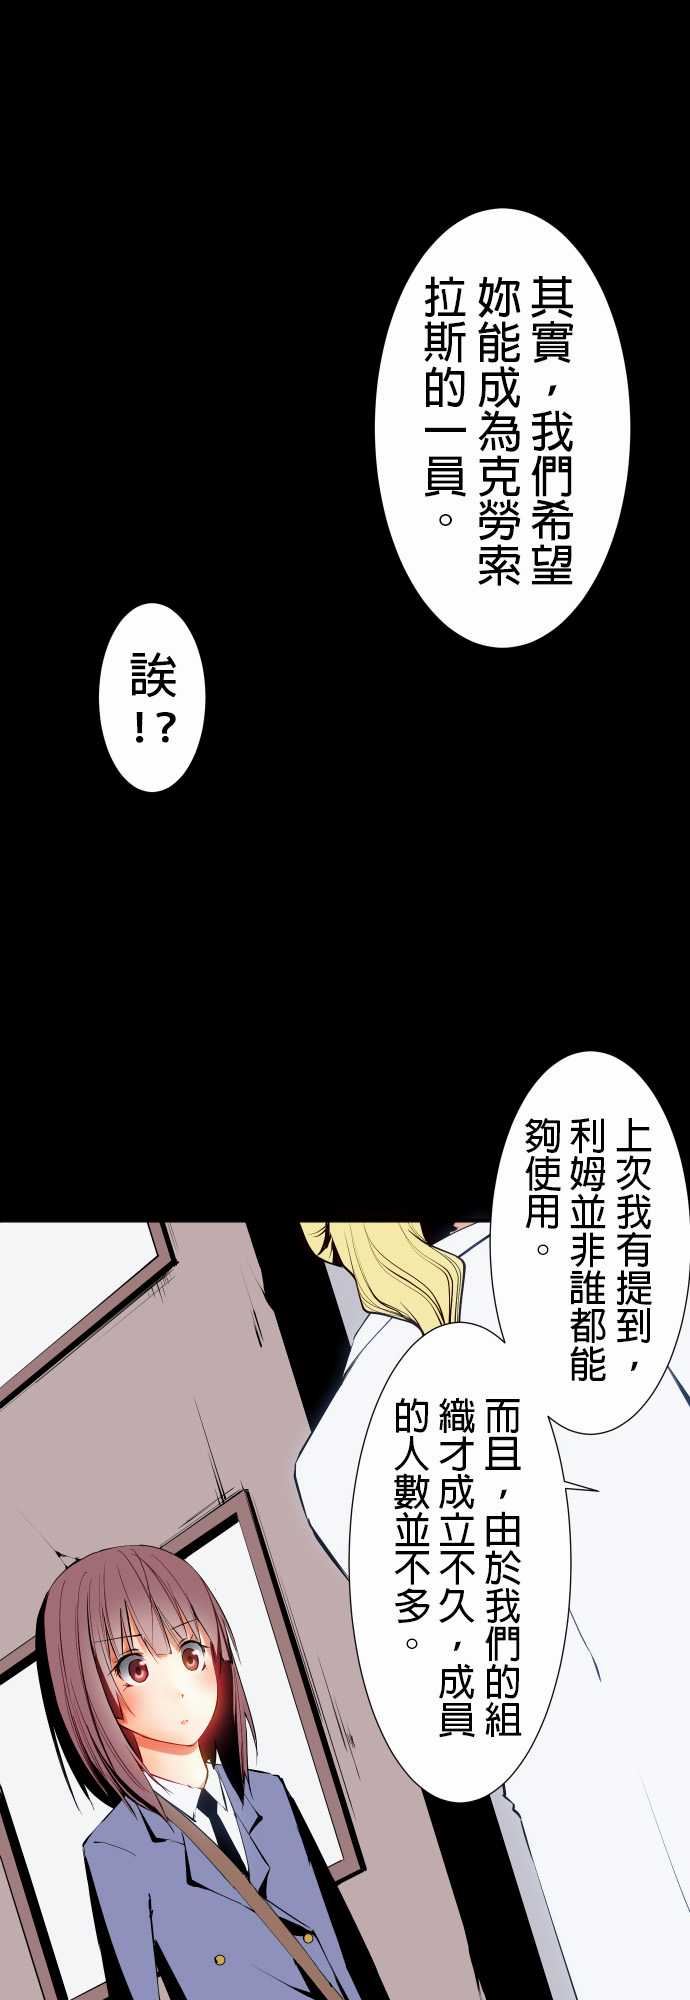 其實，我們希望
妳能成為克勞索
拉斯的一員。
誒
!?
上次我有提到，
利姆並非誰都能
夠使用。
而且，由於我們的組
織才成立不久，成員
的人數並不多。